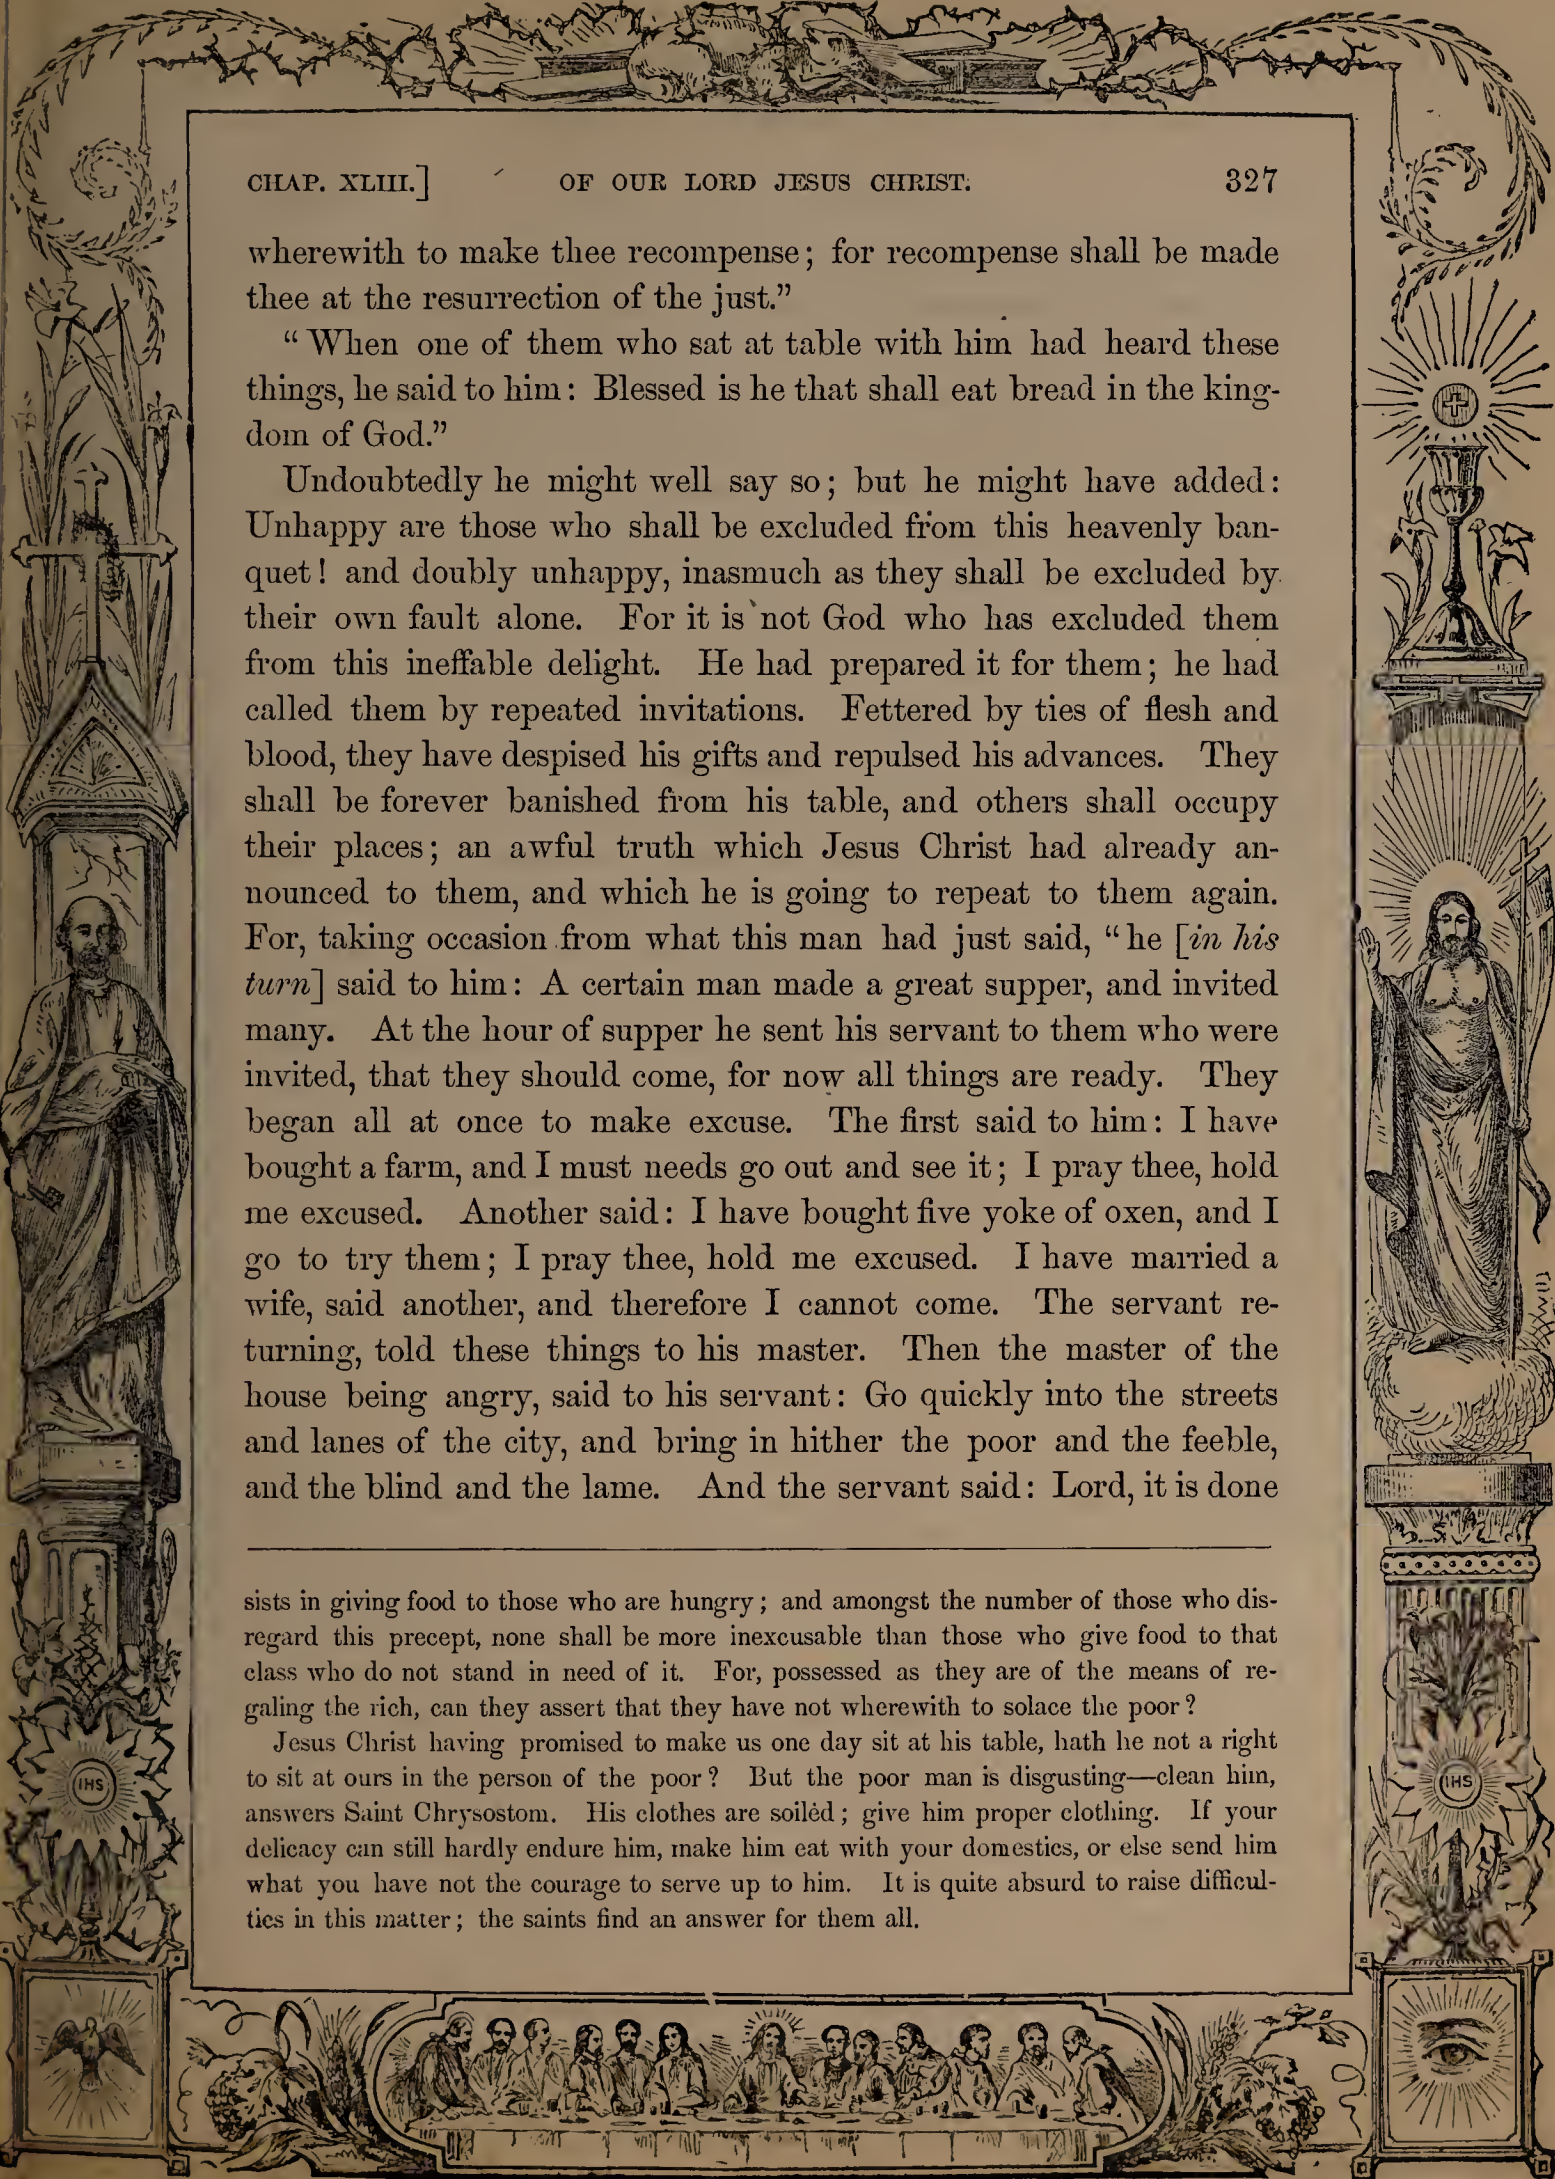 CHAP. XLIII.] OF OUR LORD JESUS CHRIST. 327
wherewith to make thee recompense; for recompense shall be made
thee at the resurrection of the just.”
“When one of them who sat at table with him had heard these
things, he said to him: Blessed is he that shall eat bread in the king-
dom of God.”
Undoubtedly he might well say so; but he might have added:
Unhappy are those who shall be excluded from this heavenly ban-
quet! and doubly unhappy, inasmuch as they shall be excluded by
their own fault alone. For it is not God who has excluded them
from this ineffable delight. He had prepared it for them; he had
called them by repeated invitations. Fettered by ties of flesh and
blood, they have despised his gifts and repulsed his advances. They
shall be forever banished from his table, and others shall occupy
their places; an awful truth which Jesus Christ had already an-
nounced to them, and which he is going to repeat to them again.
For, taking occasion from what this man had just said, “he [in his
turn] said to him: A certain man made a great supper, and invited
many. At the hour of supper he sent his servant to them who were
invited, that they should come, for now all things are ready. They
began all at once to make excuse. The first said to him: I have
bought a farm, and I must needs go out and see it; I pray thee, hold
me excused. Another said: I have bought five yoke of oxen, and I
go to try them; I pray thee, hold me excused. I have married a
wife, said another, and therefore I cannot come. The servant re-
turning, told these things to his master. Then the master of the
house being angry, said to his servant: Go quickly into the streets
and lanes of the city, and bring in hither the poor and the feeble,
and the blind and the lame. And the servant said: Lord, it is done
sists in giving food to those who are hungry; and amongst the number of those who dis-
regard this precept, none shall be more inexcusable than those who give food to that
class who do not stand in need of it. For, possessed as they are of the means of re-
galing the rich, can they assert that they have not wherewith to solace the poor?
Jesus Christ having promised to make us one day sit at his table, hath he not a right
to sit at ours in the person of the poor? But the poor man is disgusting—clean him,
answers Saint Chrysostom. His clothes are soiled; give him proper clothing. If your
delicacy can still hardly endure him, make him eat with your domestics, or else send him
what you have not the courage to serve up to him. It is quite absurd to raise difficul-
ties in this matter; the saints find an answer for them all.
IHS
IHS